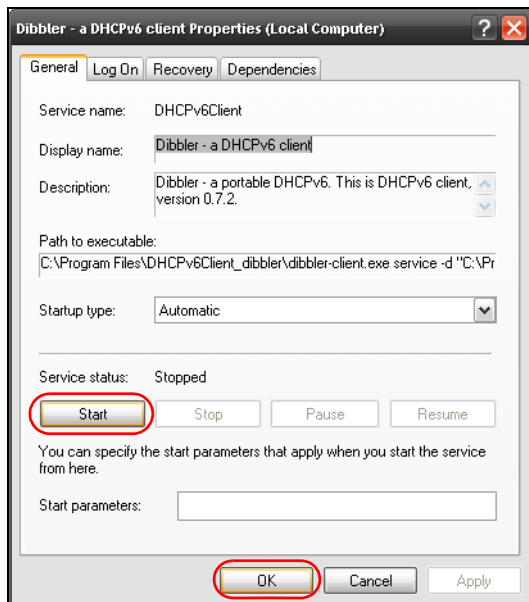 Dibbler - a DHCPv6 client Properties (Local Computer)
General Log On Recovery Dependencies
Service name: DHCPv6Client
Display name: Dibbler - a DHCPv6 client
Description: Dibbler - a portable DHCPv6. This is DHCPv6 client,
version 0.7.2.
Path to executable:
C:\Program Files\DHCPv6Client_dibbler\dibbler-client.exe service -d "C:\Pr
Startup type: Automatic
Service status: Stopped
Start Stop Pause Resume
You can specify the start parameters that apply when you start the service
from here.
Start parameters:
OK Cancel Apply